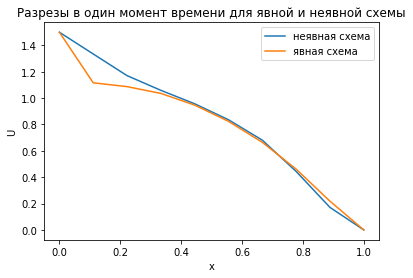 Разрезы в один момент времени для явной и неявной схемы
неявная схема
явная схема
1.4
1.2
1.0
0.8
0.6
0.4
0.2
0.0
U
0.0
0.2
0.4
0.6
0.8
1.0
x